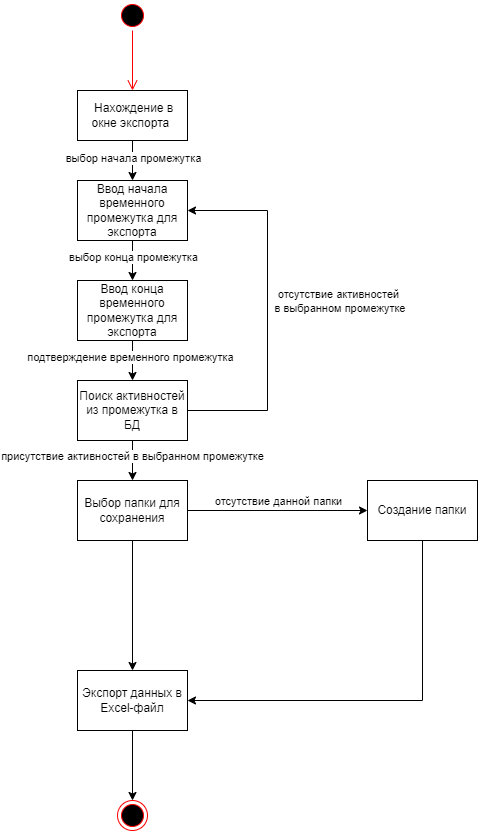 Нахождение в
окне экспорта
выбор начала промежутка
Ввод начала
временного
промежутка для
экспорта
выбор конца промежутка
Ввод конца
временного
промежутка для
экспорта
отсутствие активностей
в выбранном промежутке
подтверждение временного промежутка
Поиск активностей
из промежутка в
БД
присутствие активностей в выбранном промежутке
Выбор папки для
сохранения
отсутствие данной папки
Создание папки
Экспорт данных в
Excel-файл